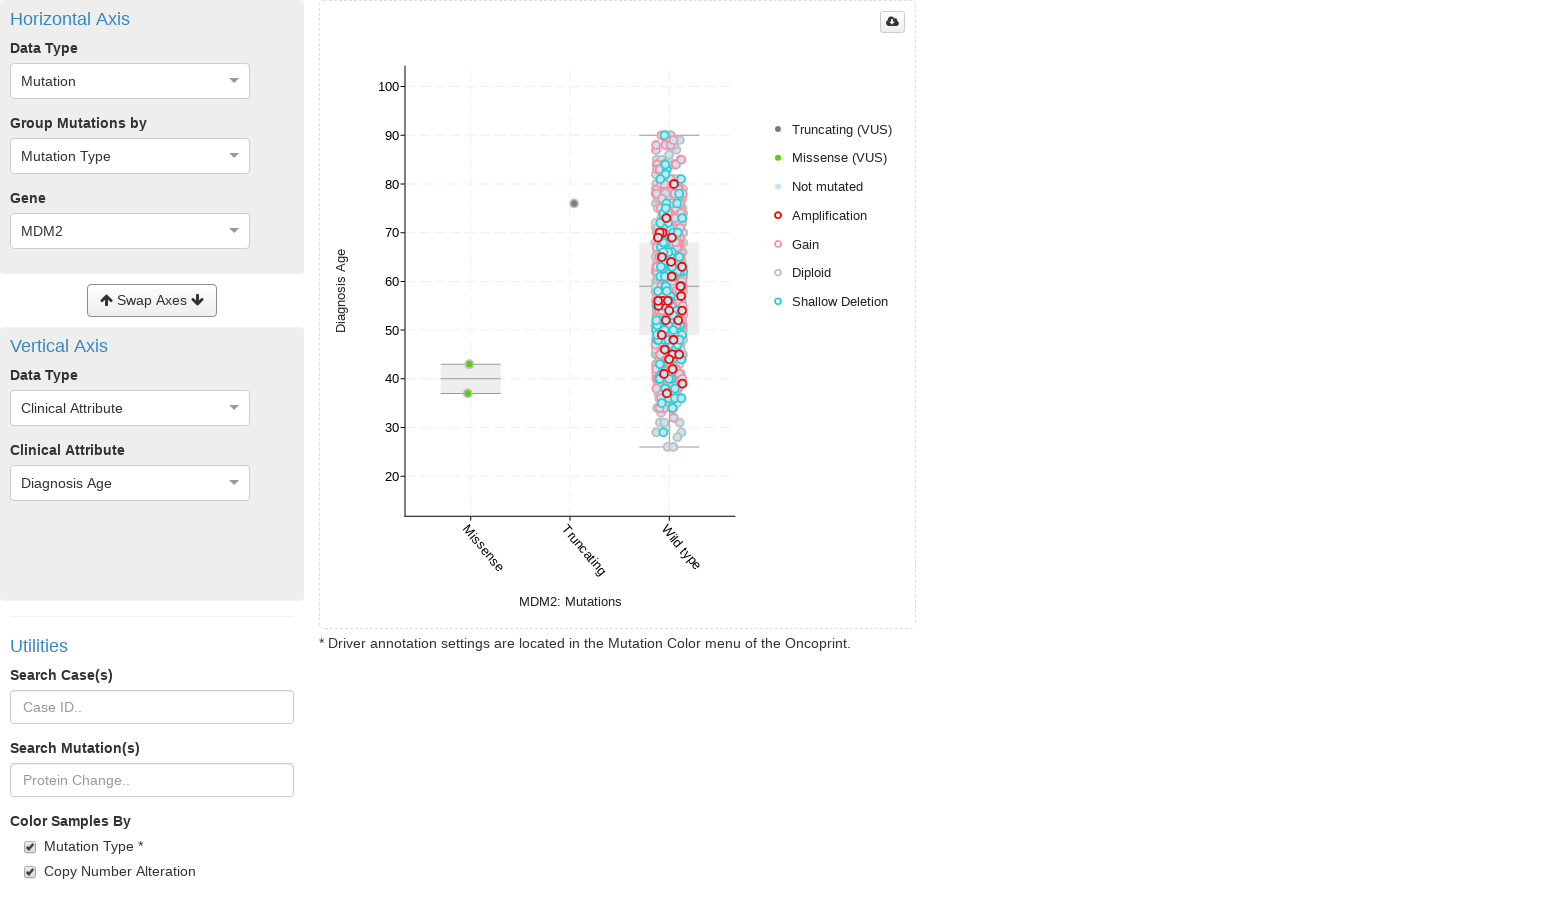 Horizontal Axis
Data Type
Mutation
Group Mutations by
Mutation Type
Gene
MDM2
Swap Axes
Vertical Axis
Data Type
Clinical Attribute
Clinical Attribute
Diagnosis Age
Utilities
Search Case(s)
Case ID..
Search Mutation(s)
Protein Change..
Color Samples By
Mutation Type *
Copy Number Alteration
100
90
80
70
60
50
40
30
20
Diagnosis Age
Missense
Truncating
Wild type
MDM2: Mutations
Truncating (VUS)
Missense (VUS)
Not mutated
Amplification
Gain
Diploid
Shallow Deletion
* Driver annotation settings are located in the Mutation Color menu of the Oncoprint.